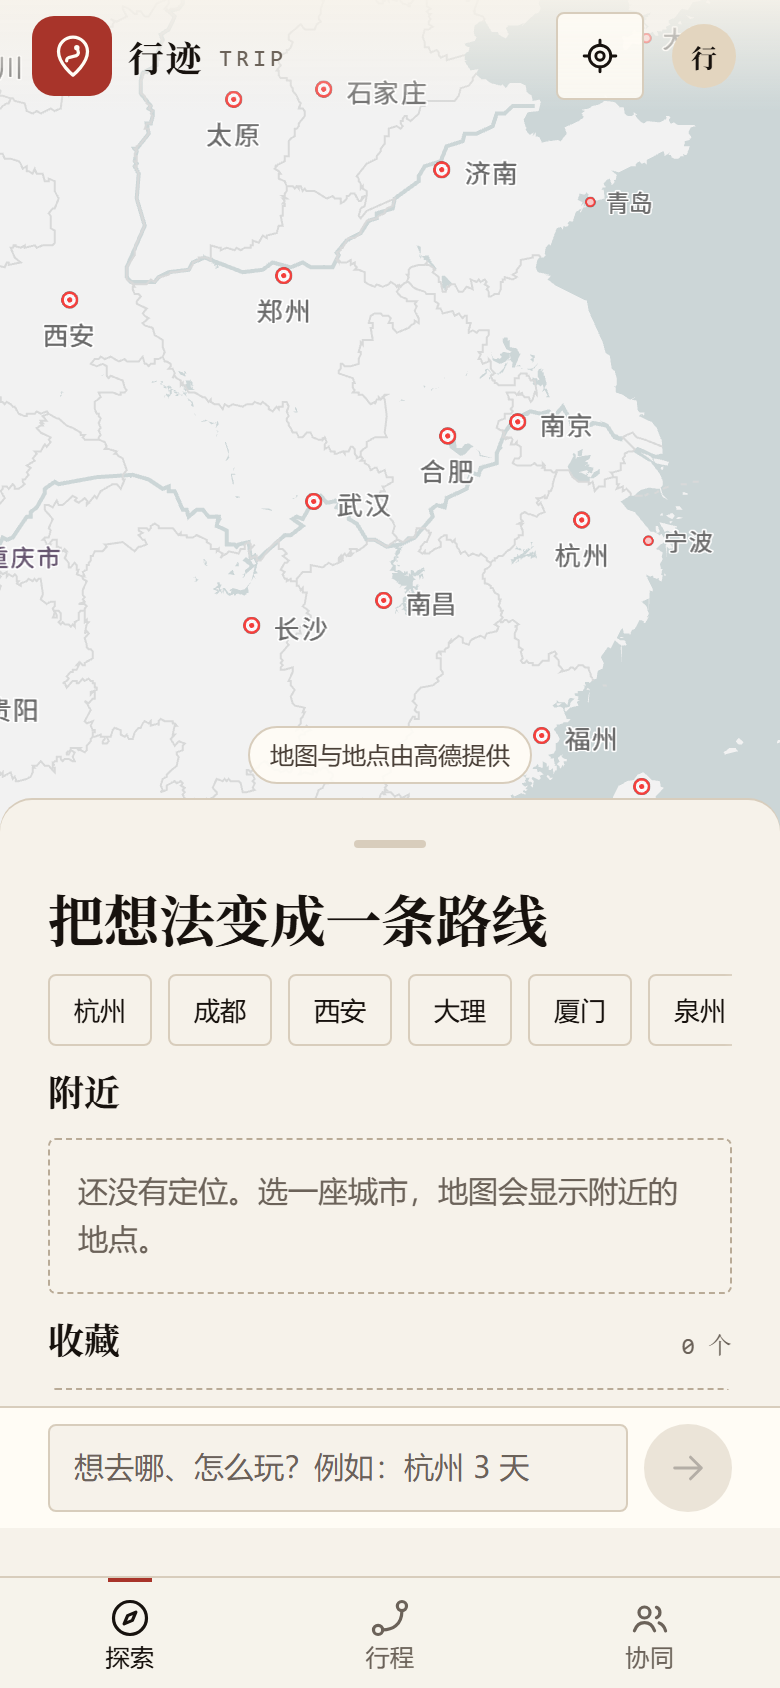 行迹 TRIP
行
川
大
石家庄
太原
济南
青岛
郑州
西安
南京
合肥
武汉
杭州
宁波
重庆市
南昌
长沙
贵阳
福州
地图与地点由高德提供
把想法变成一条路线
杭州 成都 西安 大理 厦门 泉州
附近
还没有定位。选一座城市，地图会显示附近的
地点。
收藏 0 个
想去哪、怎么玩？例如：杭州 3 天
探索 行程 协同